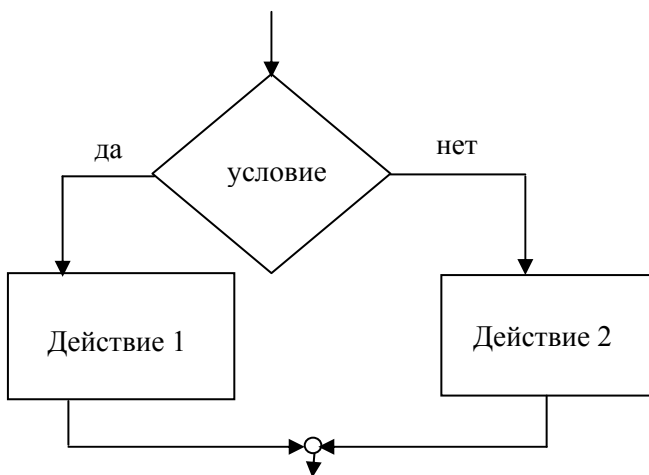 да
нет
условие
Действие 1
Действие 2